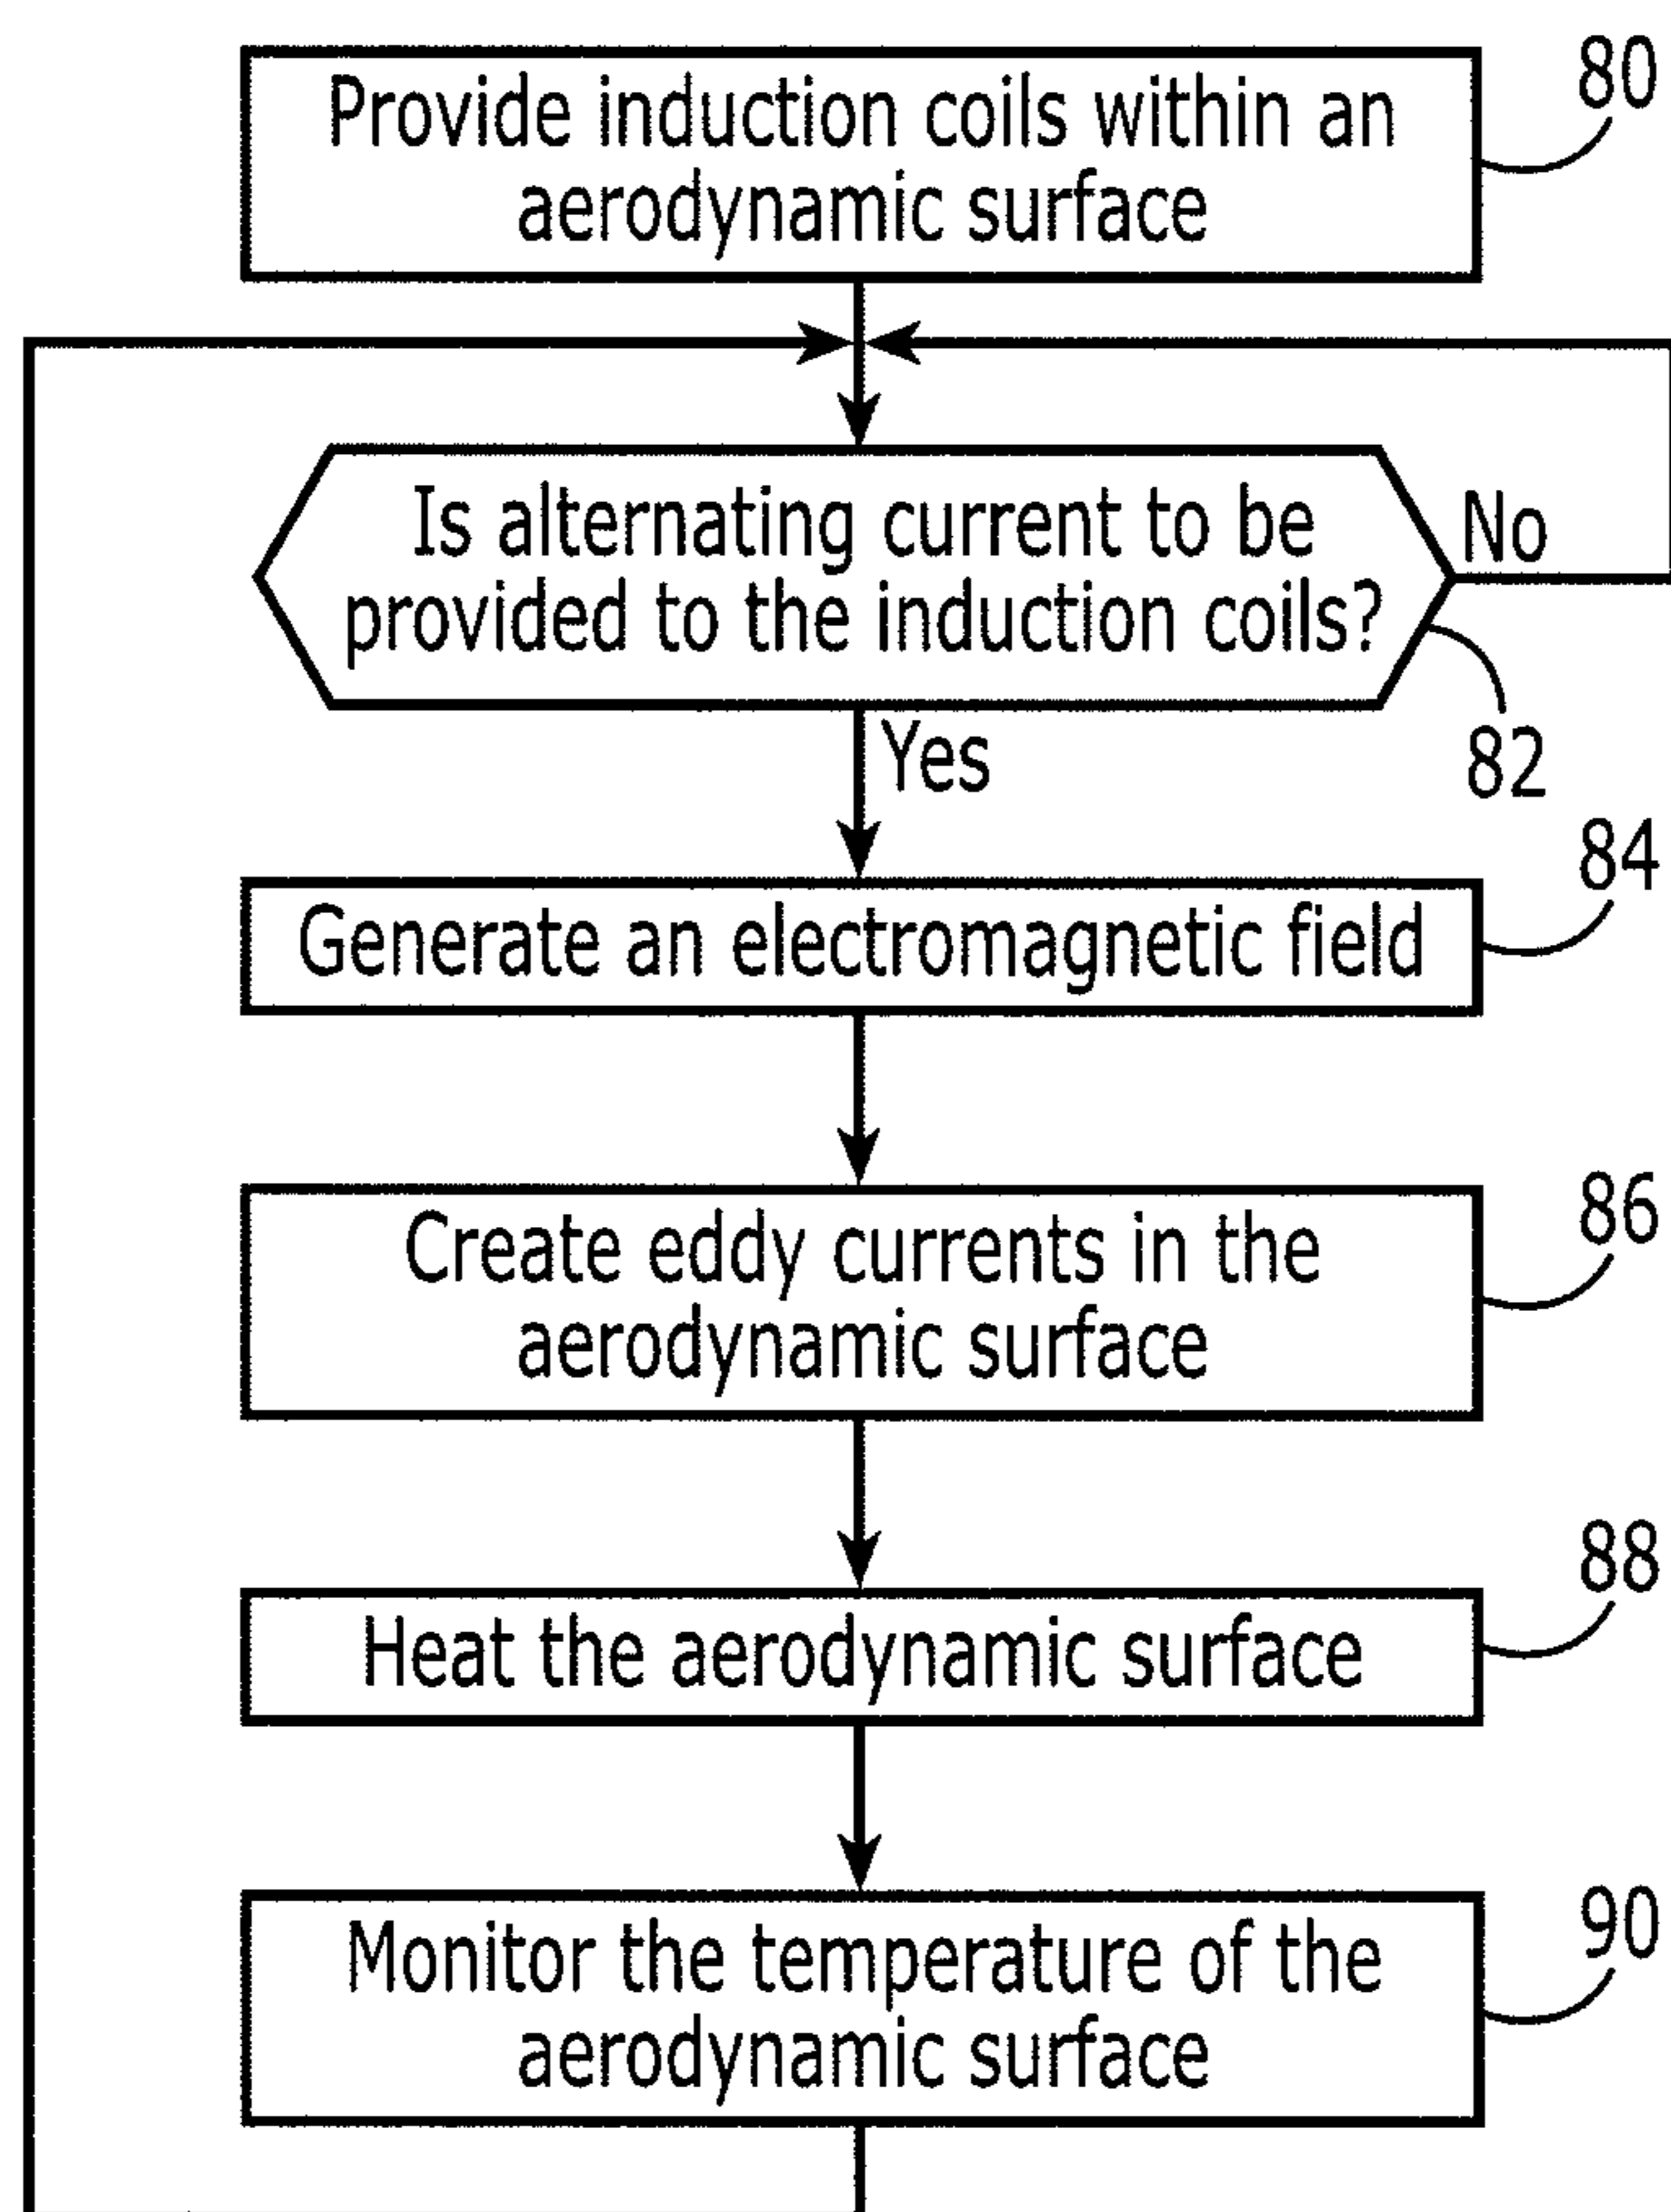 80
Provide induction coils within an
aerodynamic surface
Is alternating current to be
provided to the induction coils?
No
82
Yes
84
Generate an electromagnetic field
86
Create eddy currents in the
aerodynamic surface
88
Heat the aerodynamic surface
90
Monitor the temperature of the
aerodynamic surface